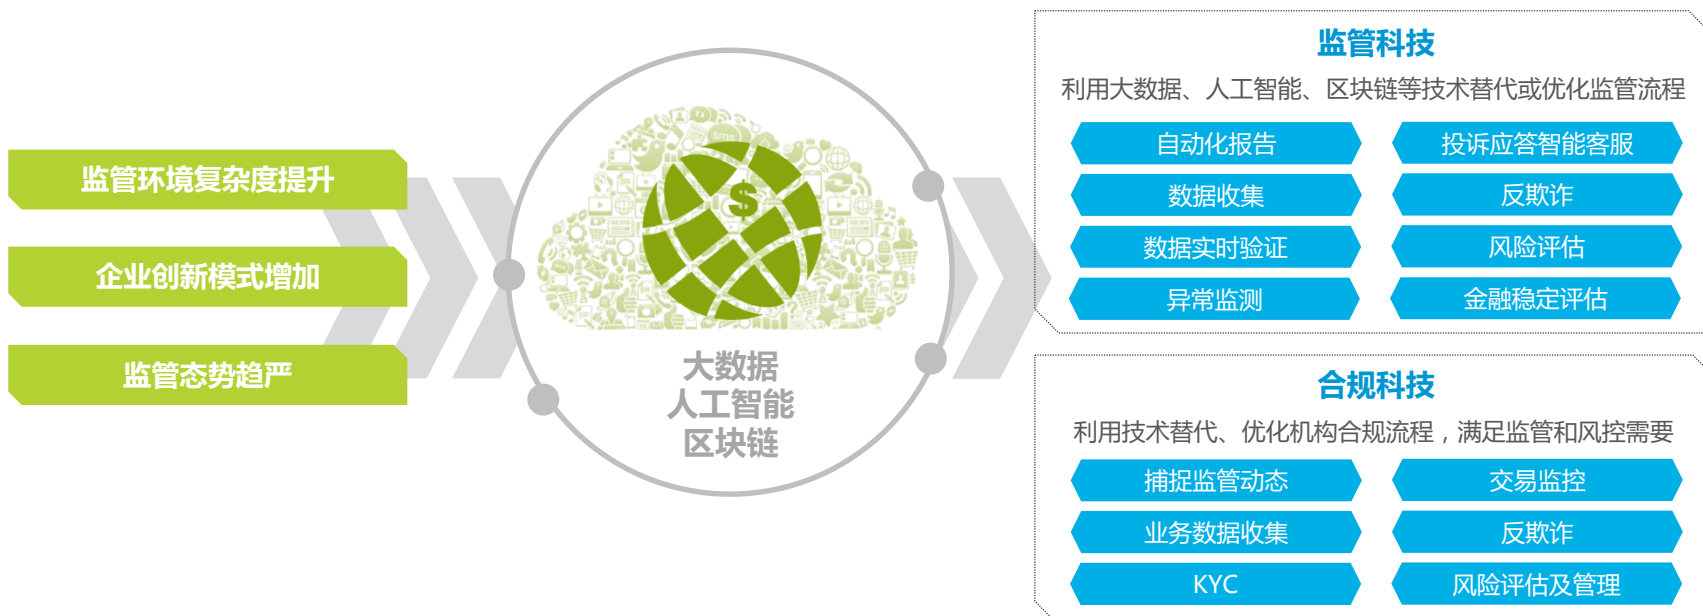 监管环境复杂度提升
企业创新模式增加
监管态势趋严
sms
$
大数据
人工智能
区块链
监管科技
利用大数据、人工智能、区块链等技术替代或优化监管流程
自动化报告
投诉应答智能客服
数据收集
反欺诈
数据实时验证
风险评估
异常监测
金融稳定评估
合规科技
利用技术替代、优化机构合规流程，满足监管和风控需要
捕捉监管动态
交易监控
业务数据收集
反欺诈
KYC
风险评估及管理